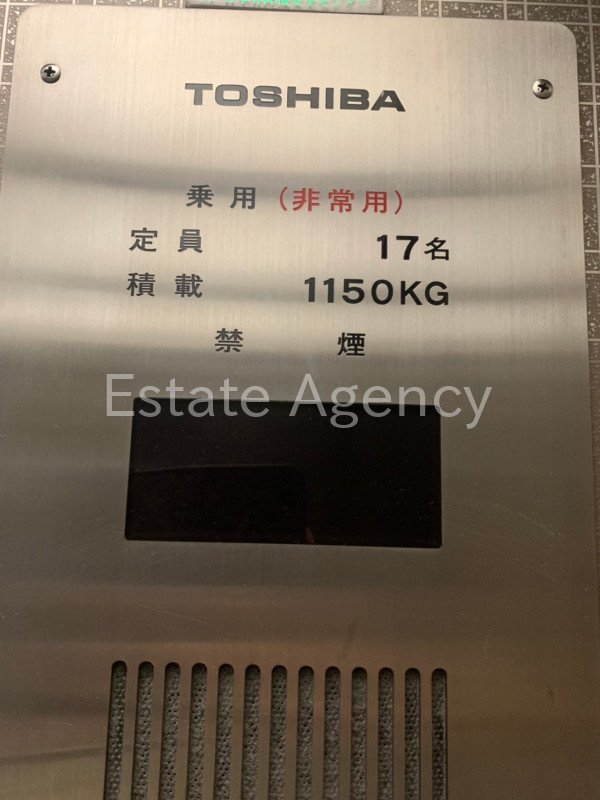 TOSHIBA
乗用(非常用)
定員 17名
積載 1150KG
禁煙
Estate Agency